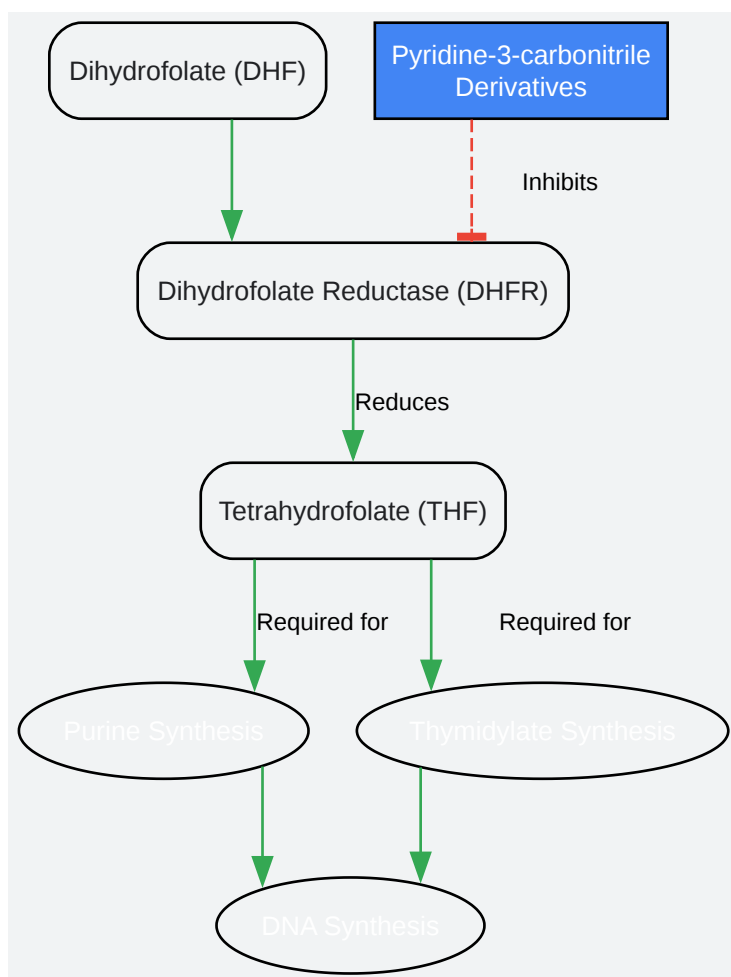 Dihydrofolate (DHF)
Pyridine-3-carbonitrile
Derivatives
Inhibits
Dihydrofolate Reductase (DHFR)
Reduces
Tetrahydrofolate (THF)
Required for
Required for
Purine Synthesis
Thymidylate Synthesis
DNA Synthesis